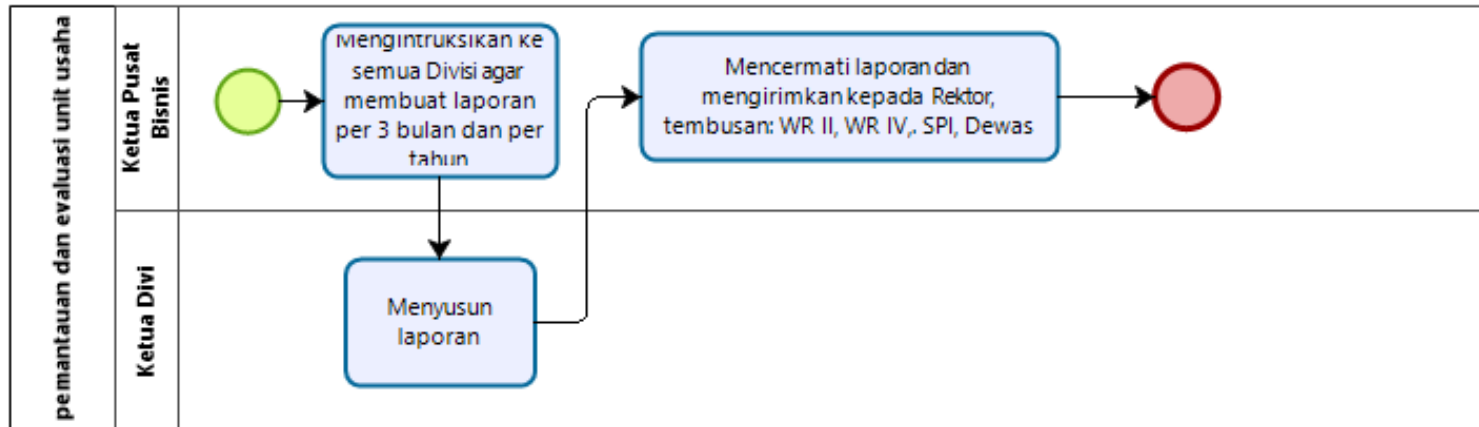 pemantauan dan evaluasi unit usaha
Ketua Pusat
Bisnis
Mengintruksikan ke
semua Divisi agar
membuat laporan
per 3 bulan dan per
tahun
Mencermati laporan dan
mengirimkan kepada Rektor,
tembusan: WR II, WR IV,. SPI, Dewas
Ketua Divi
Menyusun
laporan